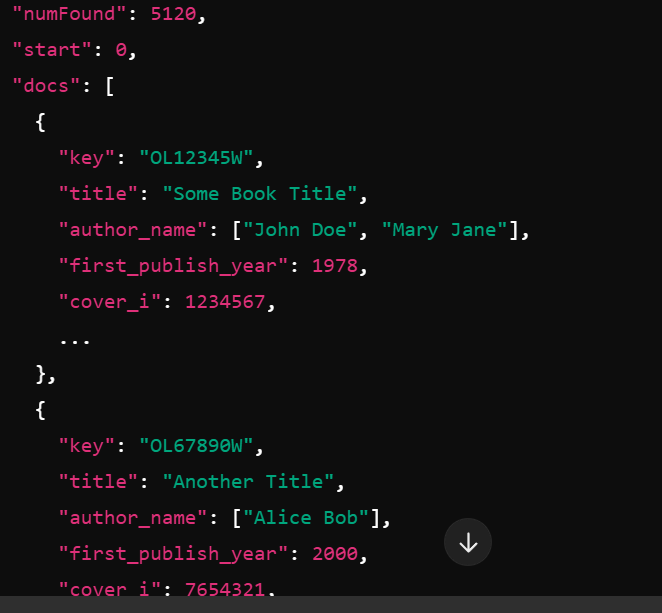 "numFound": 5120,
"start": 0,
"docs": [
{
"key": "OL12345W",
"title": "Some Book Title",
"author_name": ["John Doe", "Mary Jane"],
"first_publish_year": 1978,
"cover_i": 1234567,
...
},
{
"key": "OL67890W",
"title": "Another Title",
"author_name": ["Alice Bob"],
"first_publish_year": 2000,
"cover_i": 7654321,